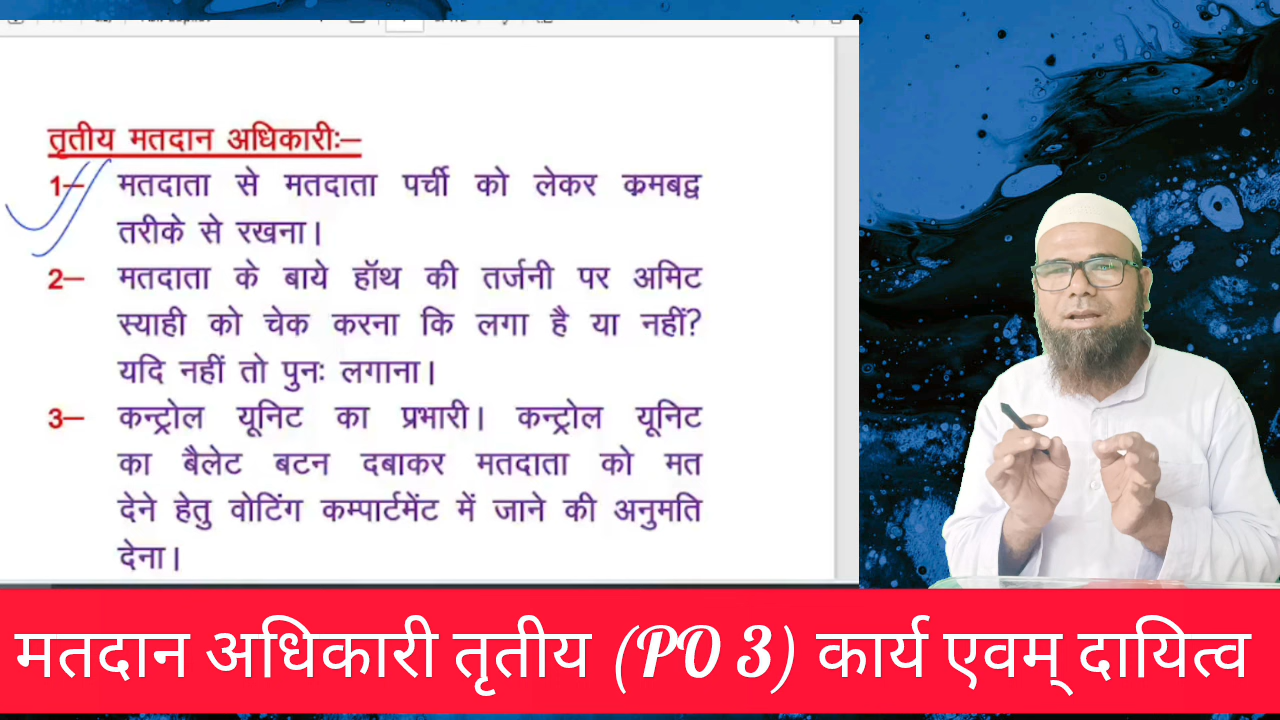 तृतीय मतदान अधिकारीः–
1– मतदाता से मतदाता पर्ची को लेकर क्रमबद्व
तरीके से रखना।
2– मतदाता के बाये हॉथ की तर्जनी पर अमिट
स्याही को चेक करना कि लगा है या नहीं?
यदि नहीं तो पुनः लगाना।
3– कन्ट्रोल यूनिट का प्रभारी। कन्ट्रोल यूनिट
का बैलेट बटन दबाकर मतदाता को मत
देने हेतु वोटिंग कम्पार्टमेंट में जाने की अनुमति
देना।
मतदान अधिकारी तृतीय (PO 3) कार्य एवम् दायित्व